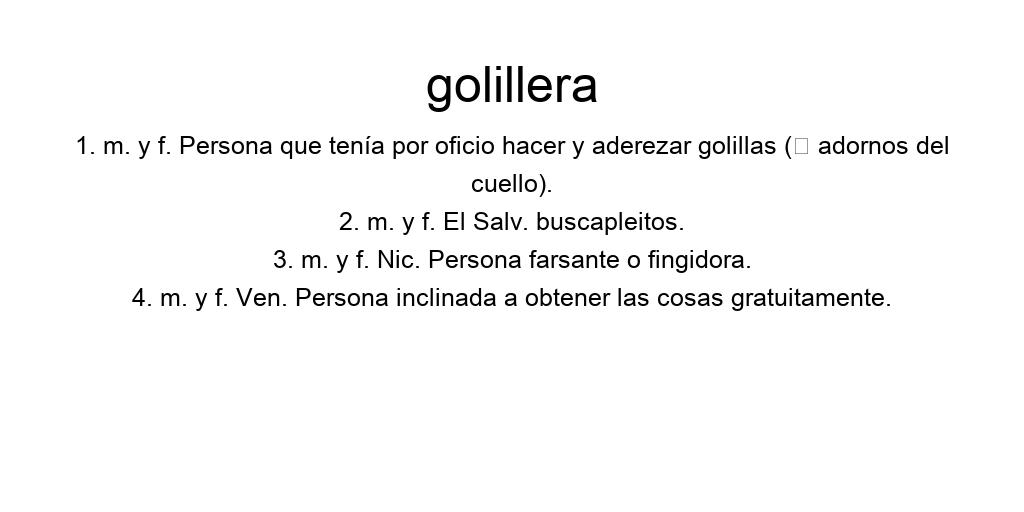 golillera
1. m. y f. Persona que tenía por oficio hacer y aderezar golillas (□ adornos del
cuello).
2. m. y f. El Salv. buscapleitos.
3. m. y f. Nic. Persona farsante o fingidora.
4. m. y f. Ven. Persona inclinada a obtener las cosas gratuitamente.